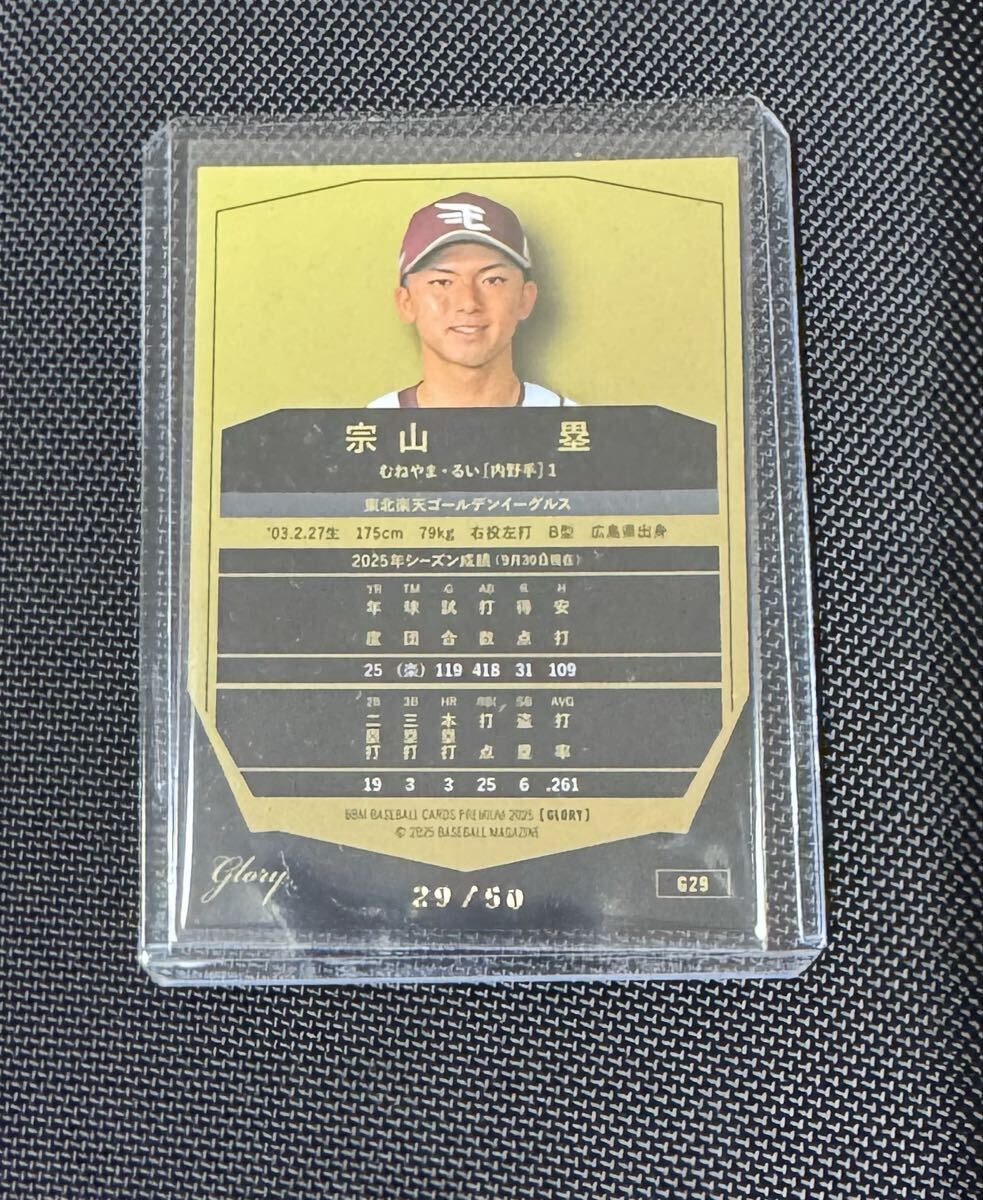 宗山 塁
むねやま・るい[内野手]1
東北楽天ゴールデンイーグルス
'03.2.27生 175cm 79kg 右投左打 B型 広島県出身
2025年シーズン成績(9月30日現在)
YR TM G AB R H
年度 球団 試合 打数 得点 安打
25 (楽) 119 418 31 109
2B 3B HR RBI SB AVG
二塁打 三塁打 本塁打 打点 盗塁 打率
19 3 3 25 6 .261
BBM BASEBALL CARDS PREMIUM 2025 [GLORY]
© 2025 BASEBALL MAGAZINE
Glory
29/50
G29